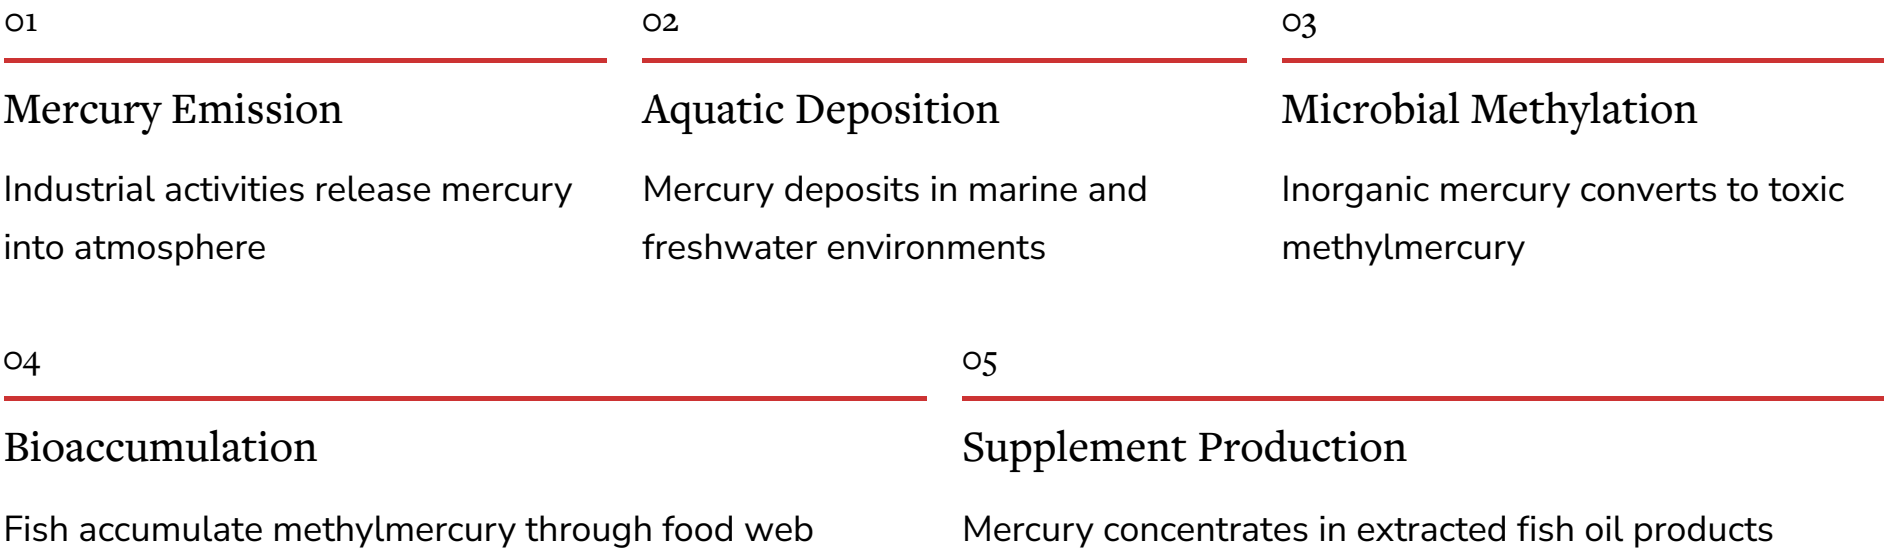 01
Mercury Emission
Industrial activities release mercury
into atmosphere
02
Aquatic Deposition
Mercury deposits in marine and
freshwater environments
03
Microbial Methylation
Inorganic mercury converts to toxic
methylmercury
04
Bioaccumulation
Fish accumulate methylmercury through food web
05
Supplement Production
Mercury concentrates in extracted fish oil products